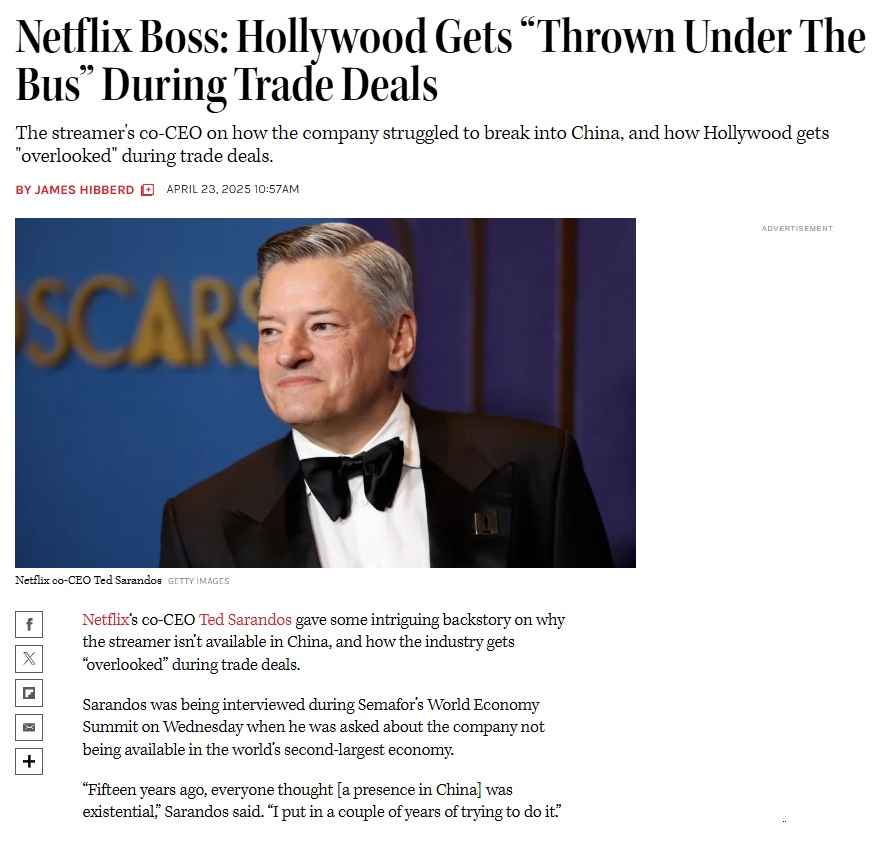 Netflix Boss: Hollywood Gets “Thrown Under The
Bus” During Trade Deals
The streamer's co-CEO on how the company struggled to break into China, and how Hollywood gets
"overlooked" during trade deals.
BY JAMES HIBBERD APRIL 23, 2025 10:57AM
ADVERTISEMENT
OSCARS
Netflix co-CEO Ted Sarandos GETTY IMAGES
Netflix’s co-CEO Ted Sarandos gave some intriguing backstory on why
the streamer isn’t available in China, and how the industry gets
“overlooked” during trade deals.
Sarandos was being interviewed during Semafor’s World Economy
Summit on Wednesday when he was asked about the company not
being available in the world’s second-largest economy.
“Fifteen years ago, everyone thought [a presence in China] was
existential,” Sarandos said. “I put in a couple of years of trying to do it.”